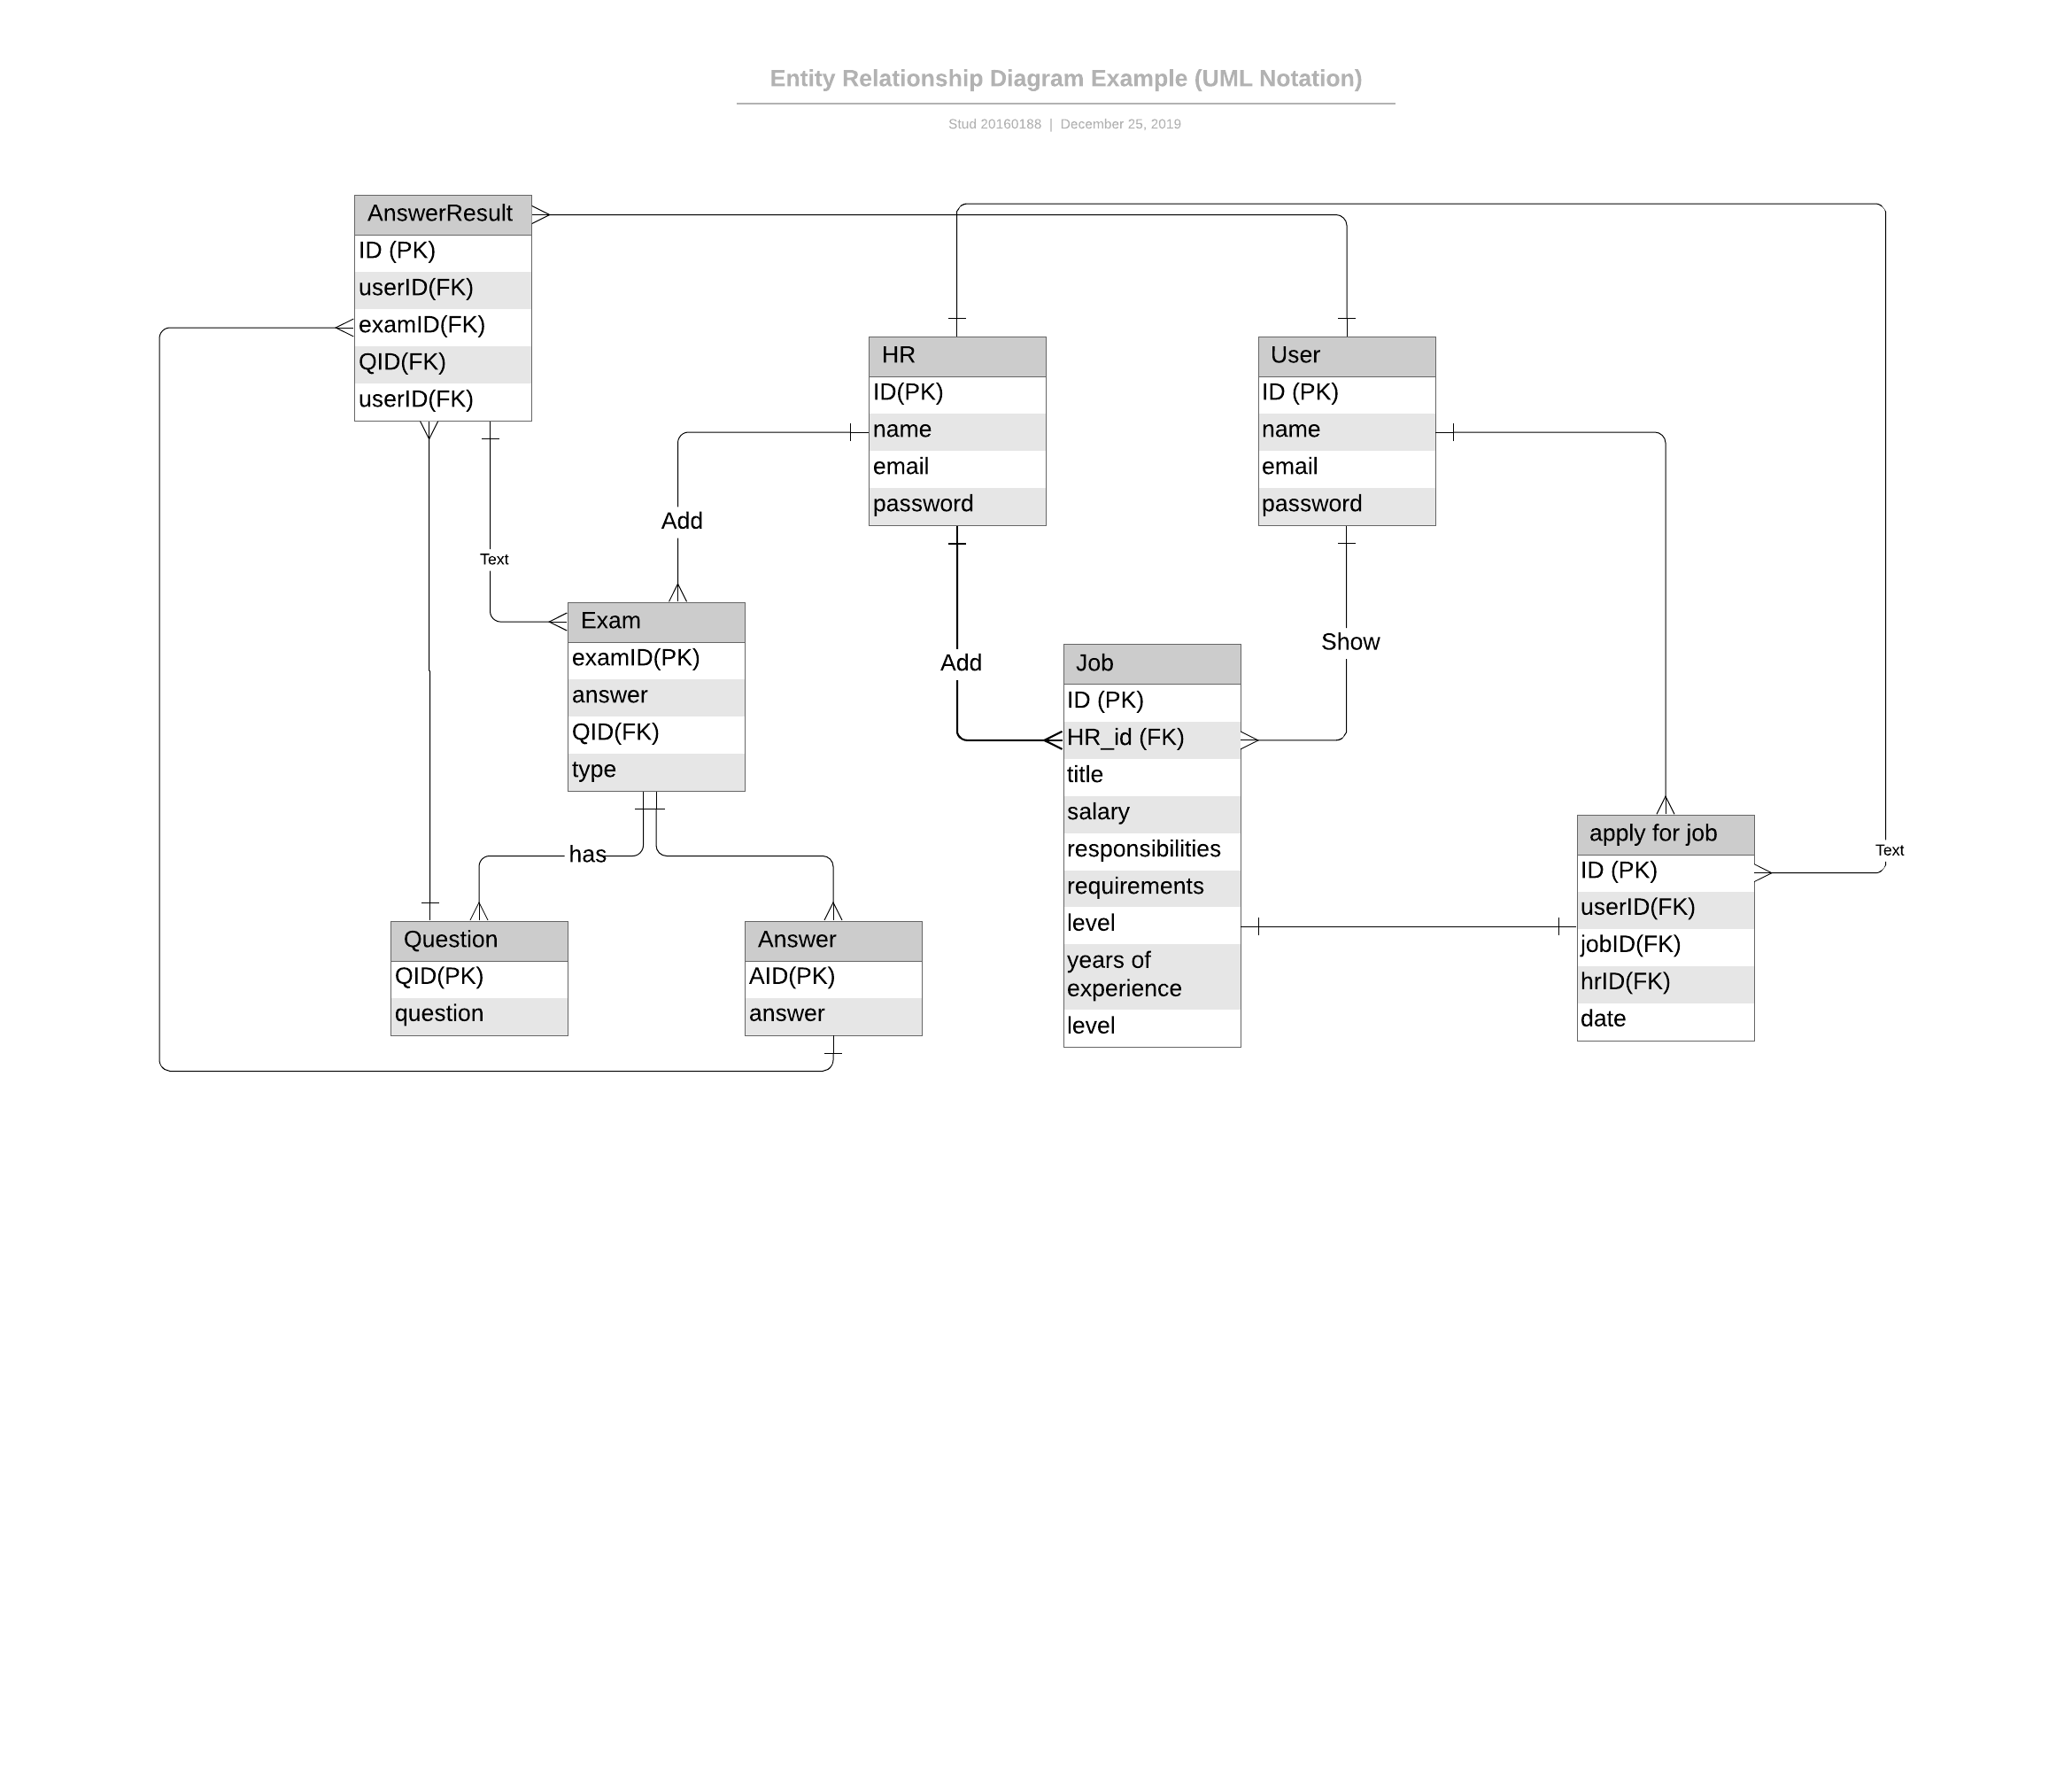 Entity Relationship Diagram Example (UML Notation)
Stud 20160188 | December 25, 2019
AnswerResult
ID (PK)
userID(FK)
examID(FK)
QID(FK)
userID(FK)
HR
ID(PK)
name
email
password
User
ID (PK)
name
email
password
Add
Text
Exam
examID(PK)
answer
QID(FK)
type
Add
Show
Job
ID (PK)
HR_id (FK)
title
salary
responsibilities
requirements
level
years of
experience
level
apply for job
ID (PK)
userID(FK)
jobID(FK)
hrID(FK)
date
Text
has
Question
QID(PK)
question
Answer
AID(PK)
answer